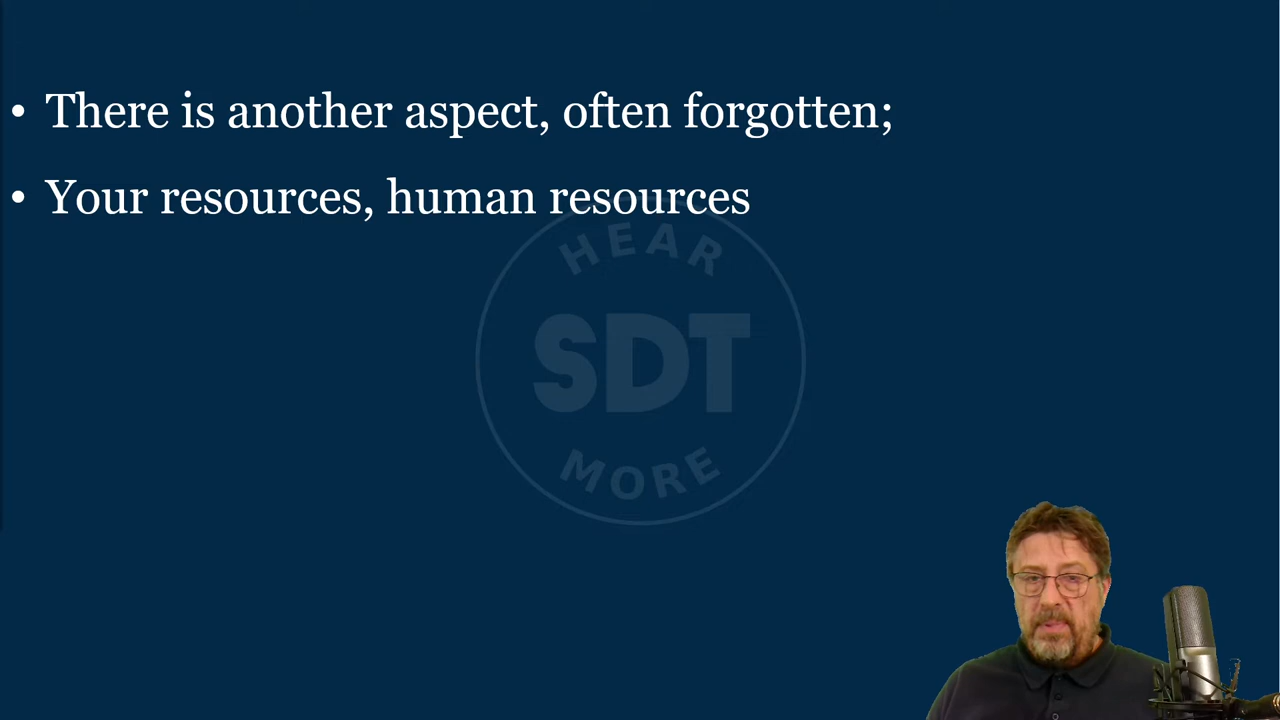 • There is another aspect, often forgotten;
• Your resources, human resources
HEAR
SDT
MORE